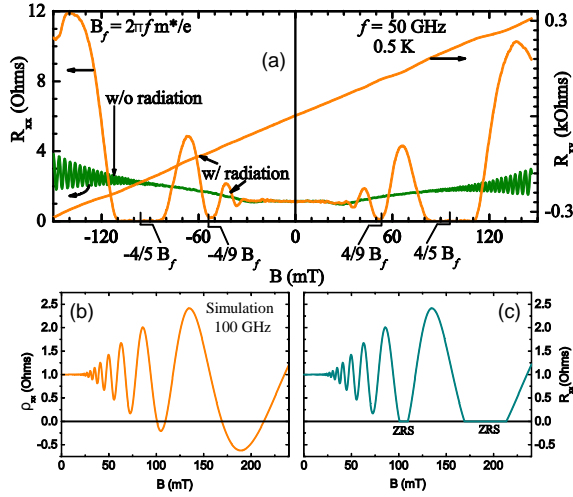 B_f = 2πf m*/e
f = 50 GHz
0.5 K
(a)
w/o radiation
w/ radiation
R_xx (Ohms)
12
8
4
0
R_xy (kOhms)
0.3
0.0
-0.3
-120
-60
0
60
120
-4/5 B_f
-4/9 B_f
4/9 B_f
4/5 B_f
B (mT)
(b)
Simulation
100 GHz
ρ_xx (Ohms)
2.5
2.0
1.5
1.0
0.5
0.0
-0.5
0
50
100
150
200
B (mT)
(c)
2.5
2.0
1.5
1.0
0.5
0.0
-0.5
R_xx (Ohms)
ZRS
ZRS
0
50
100
150
200
B (mT)